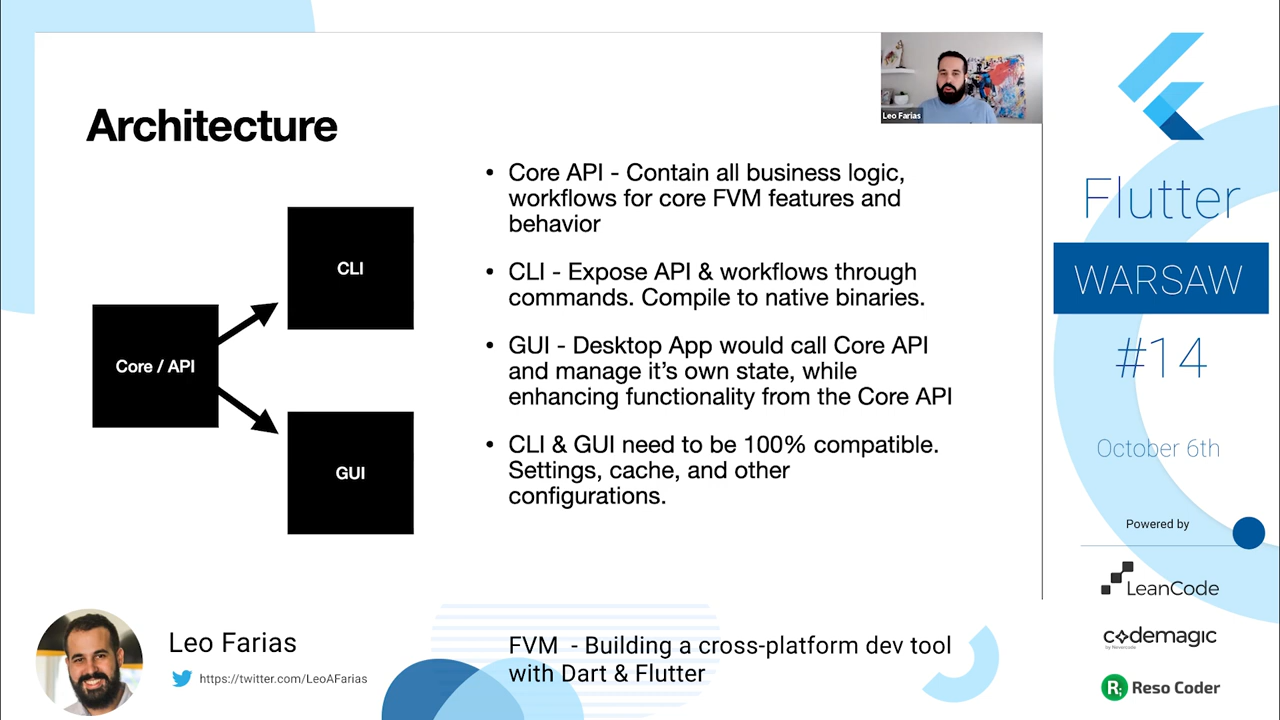 Architecture
Leo Farias
CLI
Core / API
GUI
• Core API - Contain all business logic,
workflows for core FVM features and
behavior
• CLI - Expose API & workflows through
commands. Compile to native binaries.
• GUI - Desktop App would call Core API
and manage it’s own state, while
enhancing functionality from the Core API
• CLI & GUI need to be 100% compatible.
Settings, cache, and other
configurations.
Flutter
WARSAW
#14
October 6th
Powered by
LeanCode
codemagic
by Nevercode
R; Reso Coder
Leo Farias
https://twitter.com/LeoAFarias
FVM - Building a cross-platform dev tool
with Dart & Flutter